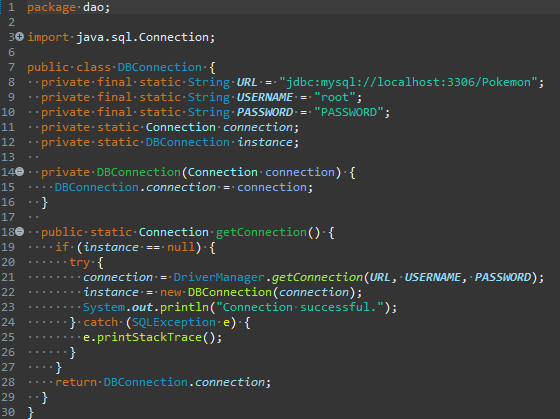 1 package dao;
2
3 import java.sql.Connection;
6
7 public class DBConnection {
8   private final static String URL = "jdbc:mysql://localhost:3306/Pokemon";
9   private final static String USERNAME = "root";
10   private final static String PASSWORD = "PASSWORD";
11   private static Connection connection;
12   private static DBConnection instance;
13
14   private DBConnection(Connection connection) {
15     DBConnection.connection = connection;
16   }
17
18   public static Connection getConnection() {
19     if (instance == null) {
20       try {
21         connection = DriverManager.getConnection(URL, USERNAME, PASSWORD);
22         instance = new DBConnection(connection);
23         System.out.println("Connection successful.");
24       } catch (SQLException e) {
25         e.printStackTrace();
26       }
27     }
28     return DBConnection.connection;
29   }
30 }